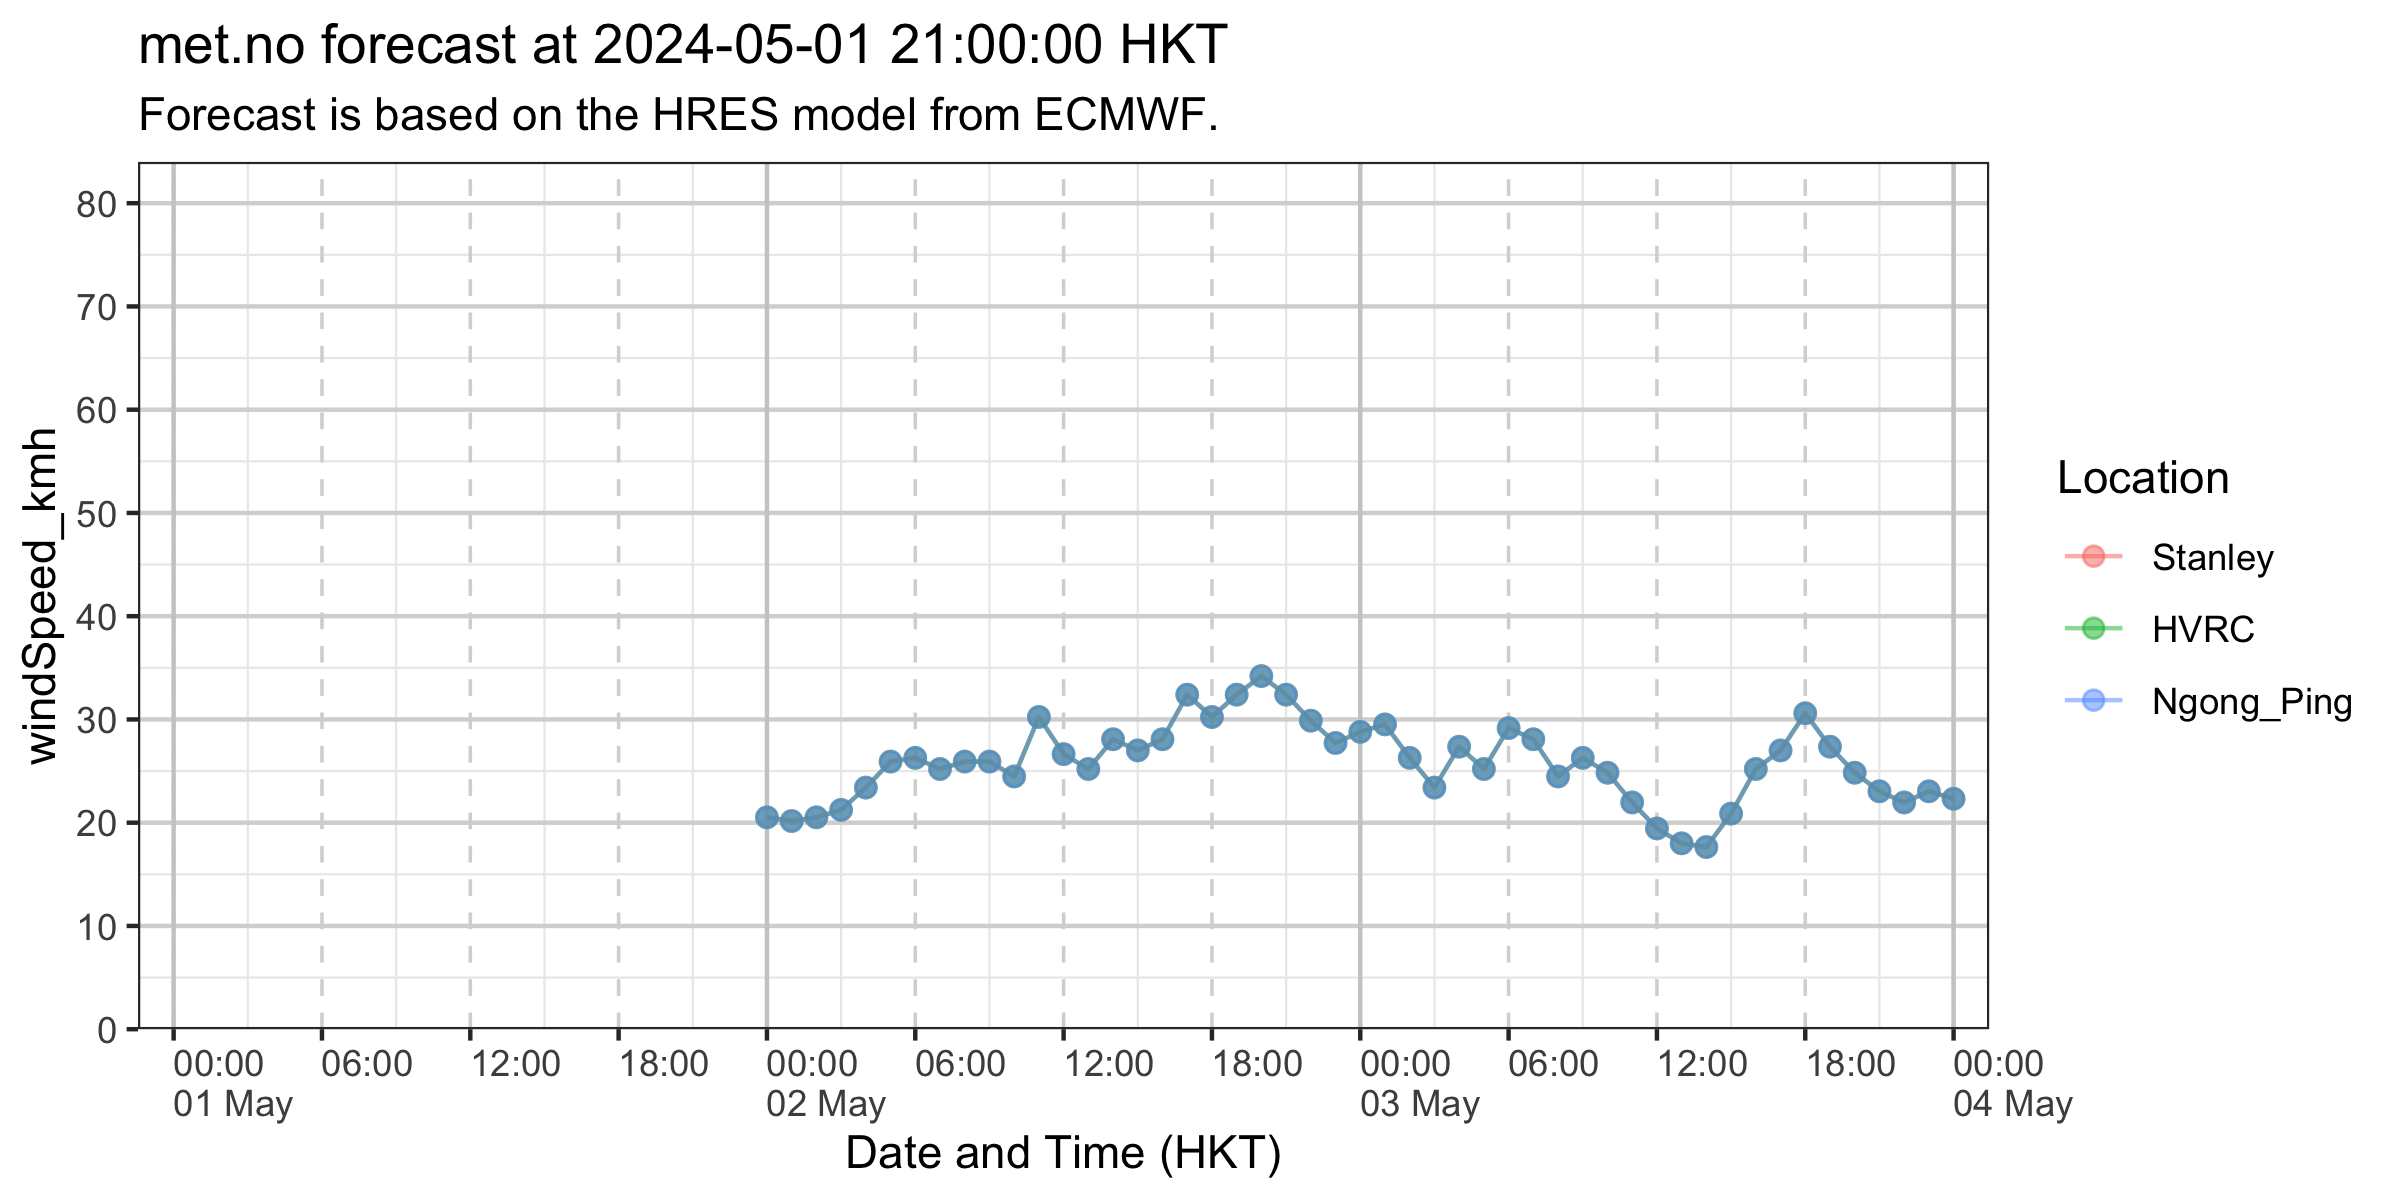 met.no forecast at 2024-05-01 21:00:00 HKT
Forecast is based on the HRES model from ECMWF.
windSpeed_kmh
80
70
60
50
40
30
20
10
0
00:00 06:00 12:00 18:00 00:00 06:00 12:00 18:00 00:00 06:00 12:00 18:00 00:00
01 May 02 May 03 May 04 May
Date and Time (HKT)
Location
Stanley
HVRC
Ngong_Ping